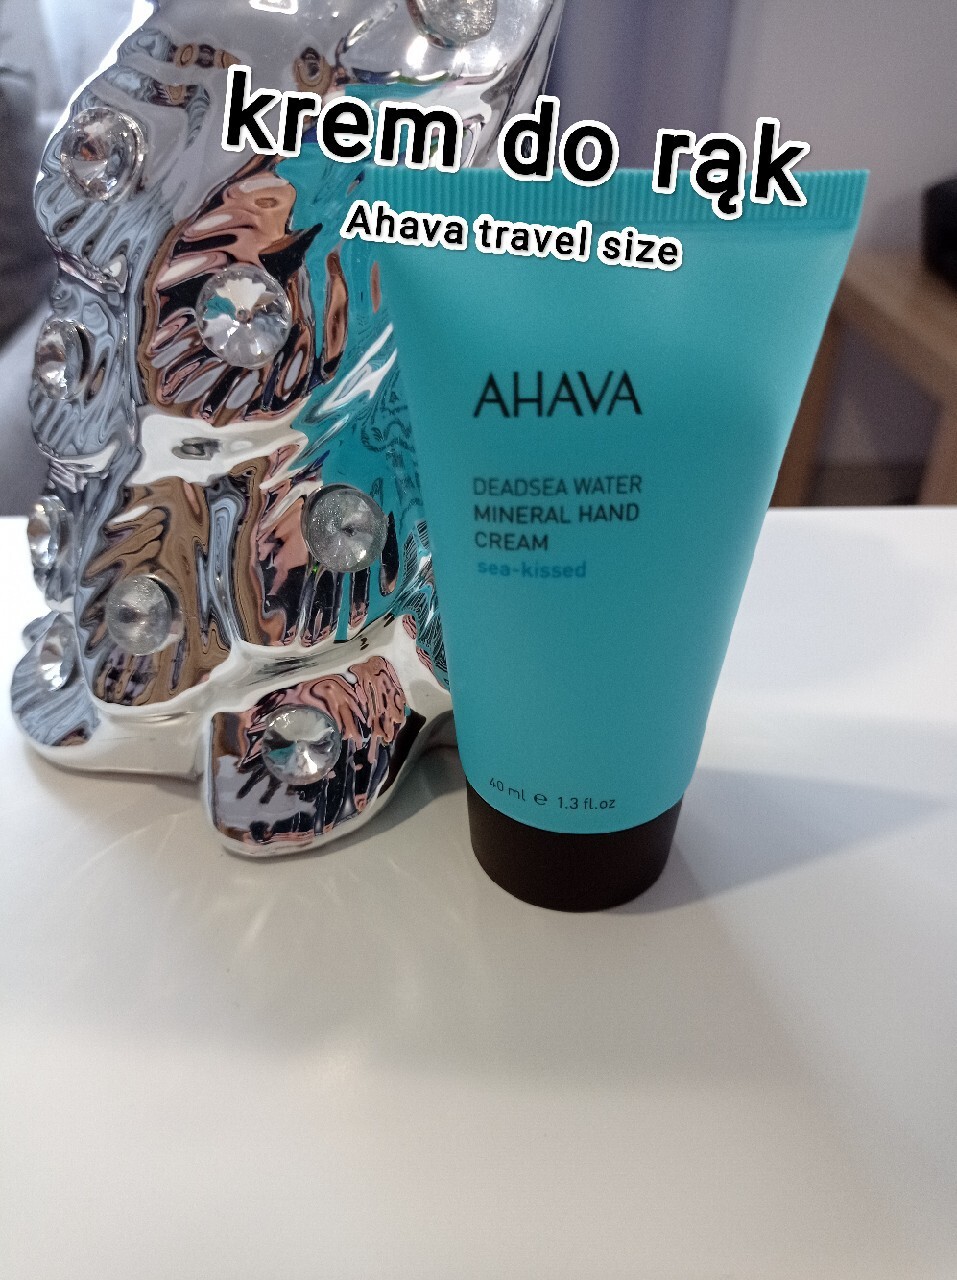 krem do rąk
Ahava travel size
AHAVA
DEADSEA WATER
MINERAL HAND
CREAM
sea-kissed
40 ml e 1.3 fl.oz